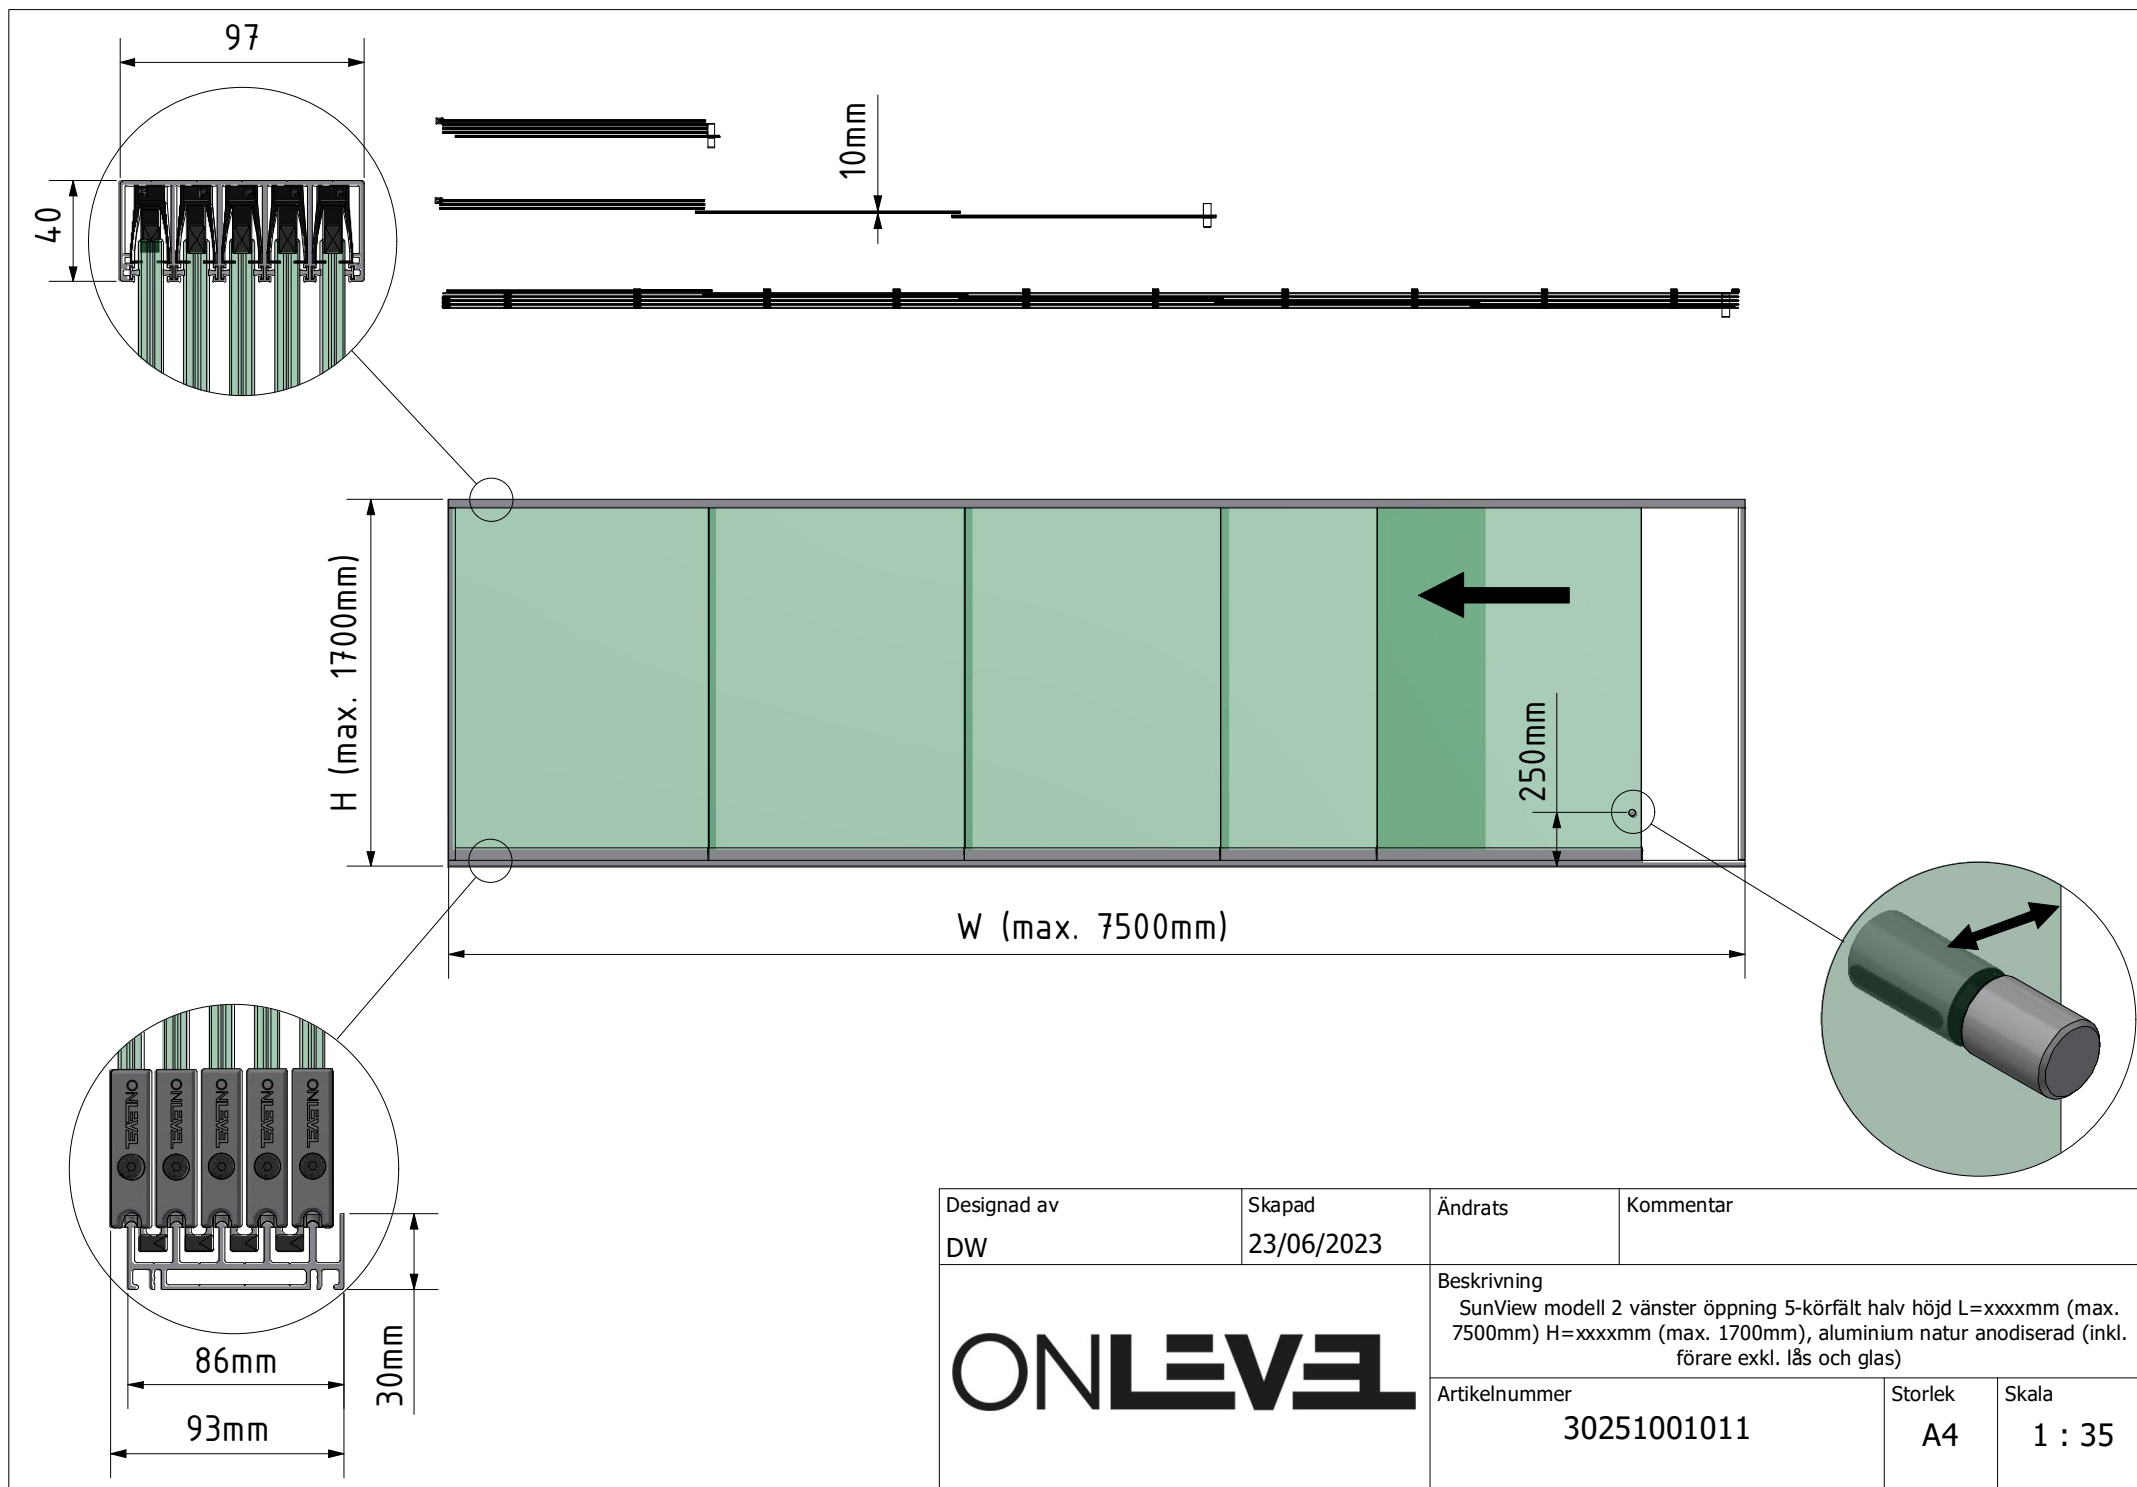 97
40
10mm
H (max. 1700mm)
250mm
W (max. 7500mm)
ONLEVEL
ONLEVEL
ONLEVEL
ONLEVEL
ONLEVEL
30mm
86mm
93mm
Designad av
DW
Skapad
23/06/2023
Ändrats
Kommentar
ONLEVEL
Beskrivning
SunView modell 2 vänster öppning 5-körfält halv höjd L=xxxxmm (max.
7500mm) H=xxxxmm (max. 1700mm), aluminium natur anodiserad (inkl.
förare exkl. lås och glas)
Artikelnummer
30251001011
Storlek
A4
Skala
1 : 35